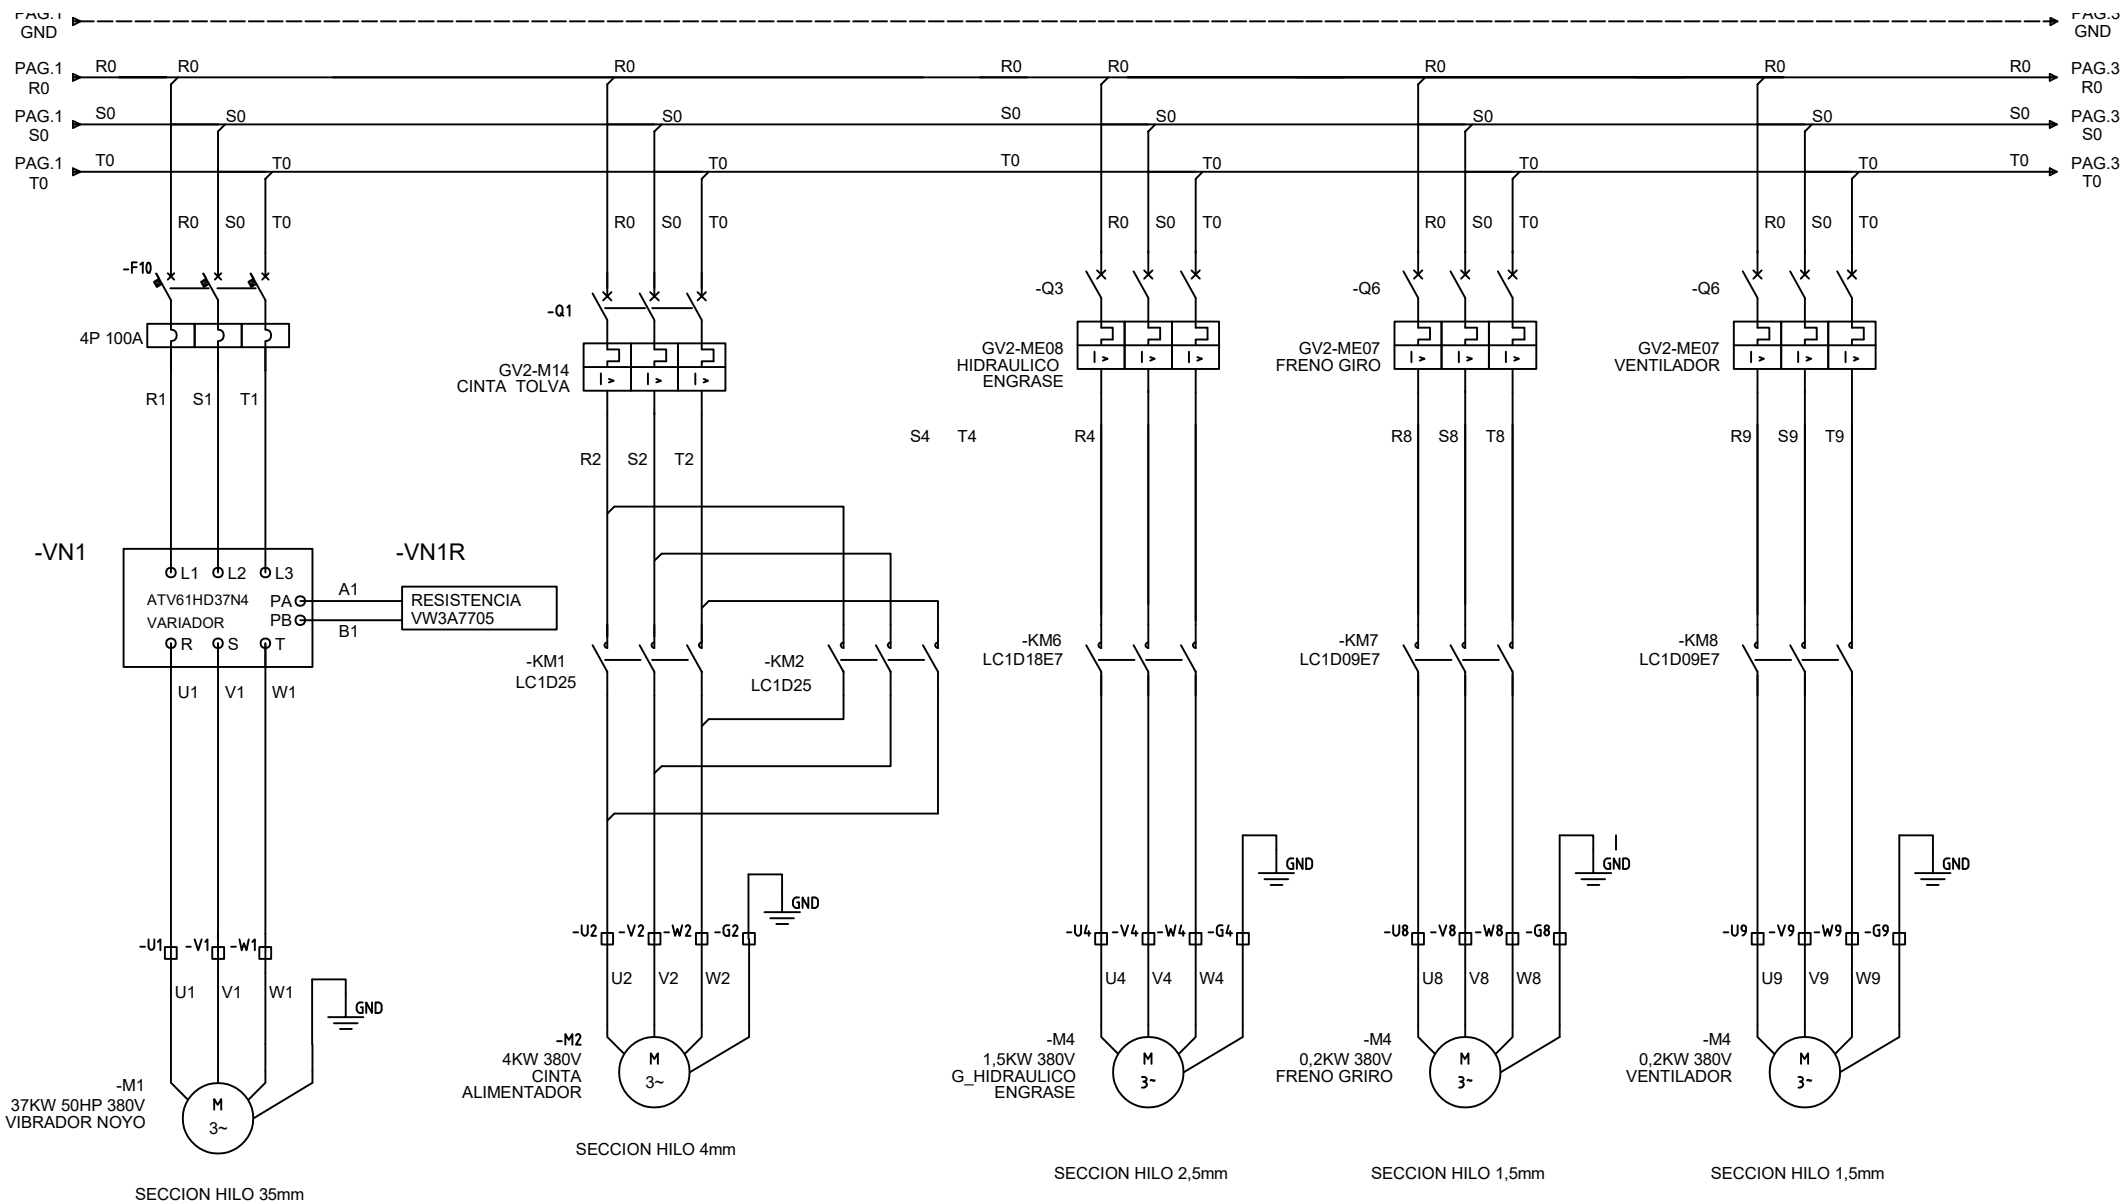 PAG.1
GND
PAG.3
GND
PAG.1
R0
R0
R0
R0
R0
R0
R0
R0
R0
PAG.3
R0
PAG.1
S0
S0
S0
S0
S0
S0
S0
S0
S0
PAG.3
S0
PAG.1
T0
T0
T0
T0
T0
T0
T0
T0
T0
PAG.3
T0
R0 S0 T0
R0 S0 T0
R0 S0 T0
R0 S0 T0
R0 S0 T0
-F10
4P 100A
-Q1
GV2-M14
CINTA TOLVA
I > I > I >
-Q3
GV2-ME08
HIDRAULICO
ENGRASE
I > I > I >
-Q6
GV2-ME07
FRENO GIRO
I > I > I >
-Q6
GV2-ME07
VENTILADOR
I > I > I >
R1 S1 T1
R2 S2 T2
S4 T4 R4
R8 S8 T8
R9 S9 T9
-VN1
L1 L2 L3
ATV61HD37N4
VARIADOR
PA
PB
R S T
A1
B1
-VN1R
RESISTENCIA
VW3A7705
U1 V1 W1
-KM1
LC1D25
-KM2
LC1D25
-KM6
LC1D18E7
-KM7
LC1D09E7
-KM8
LC1D09E7
-U1 -V1 -W1
U1 V1 W1
GND
-M1
37KW 50HP 380V
VIBRADOR NOYO
M
3~
SECCION HILO 35mm
GND
-U2 -V2 -W2 -G2
U2 V2 W2
-M2
4KW 380V
CINTA
ALIMENTADOR
M
3~
SECCION HILO 4mm
GND
-U4 -V4 -W4 -G4
U4 V4 W4
-M4
1,5KW 380V
G_HIDRAULICO
ENGRASE
M
3~
SECCION HILO 2,5mm
GND
-U8 -V8 -W8 -G8
U8 V8 W8
-M4
0,2KW 380V
FRENO GRIRO
M
3~
SECCION HILO 1,5mm
GND
-U9 -V9 -W9 -G9
U9 V9 W9
-M4
0,2KW 380V
VENTILADOR
M
3~
SECCION HILO 1,5mm